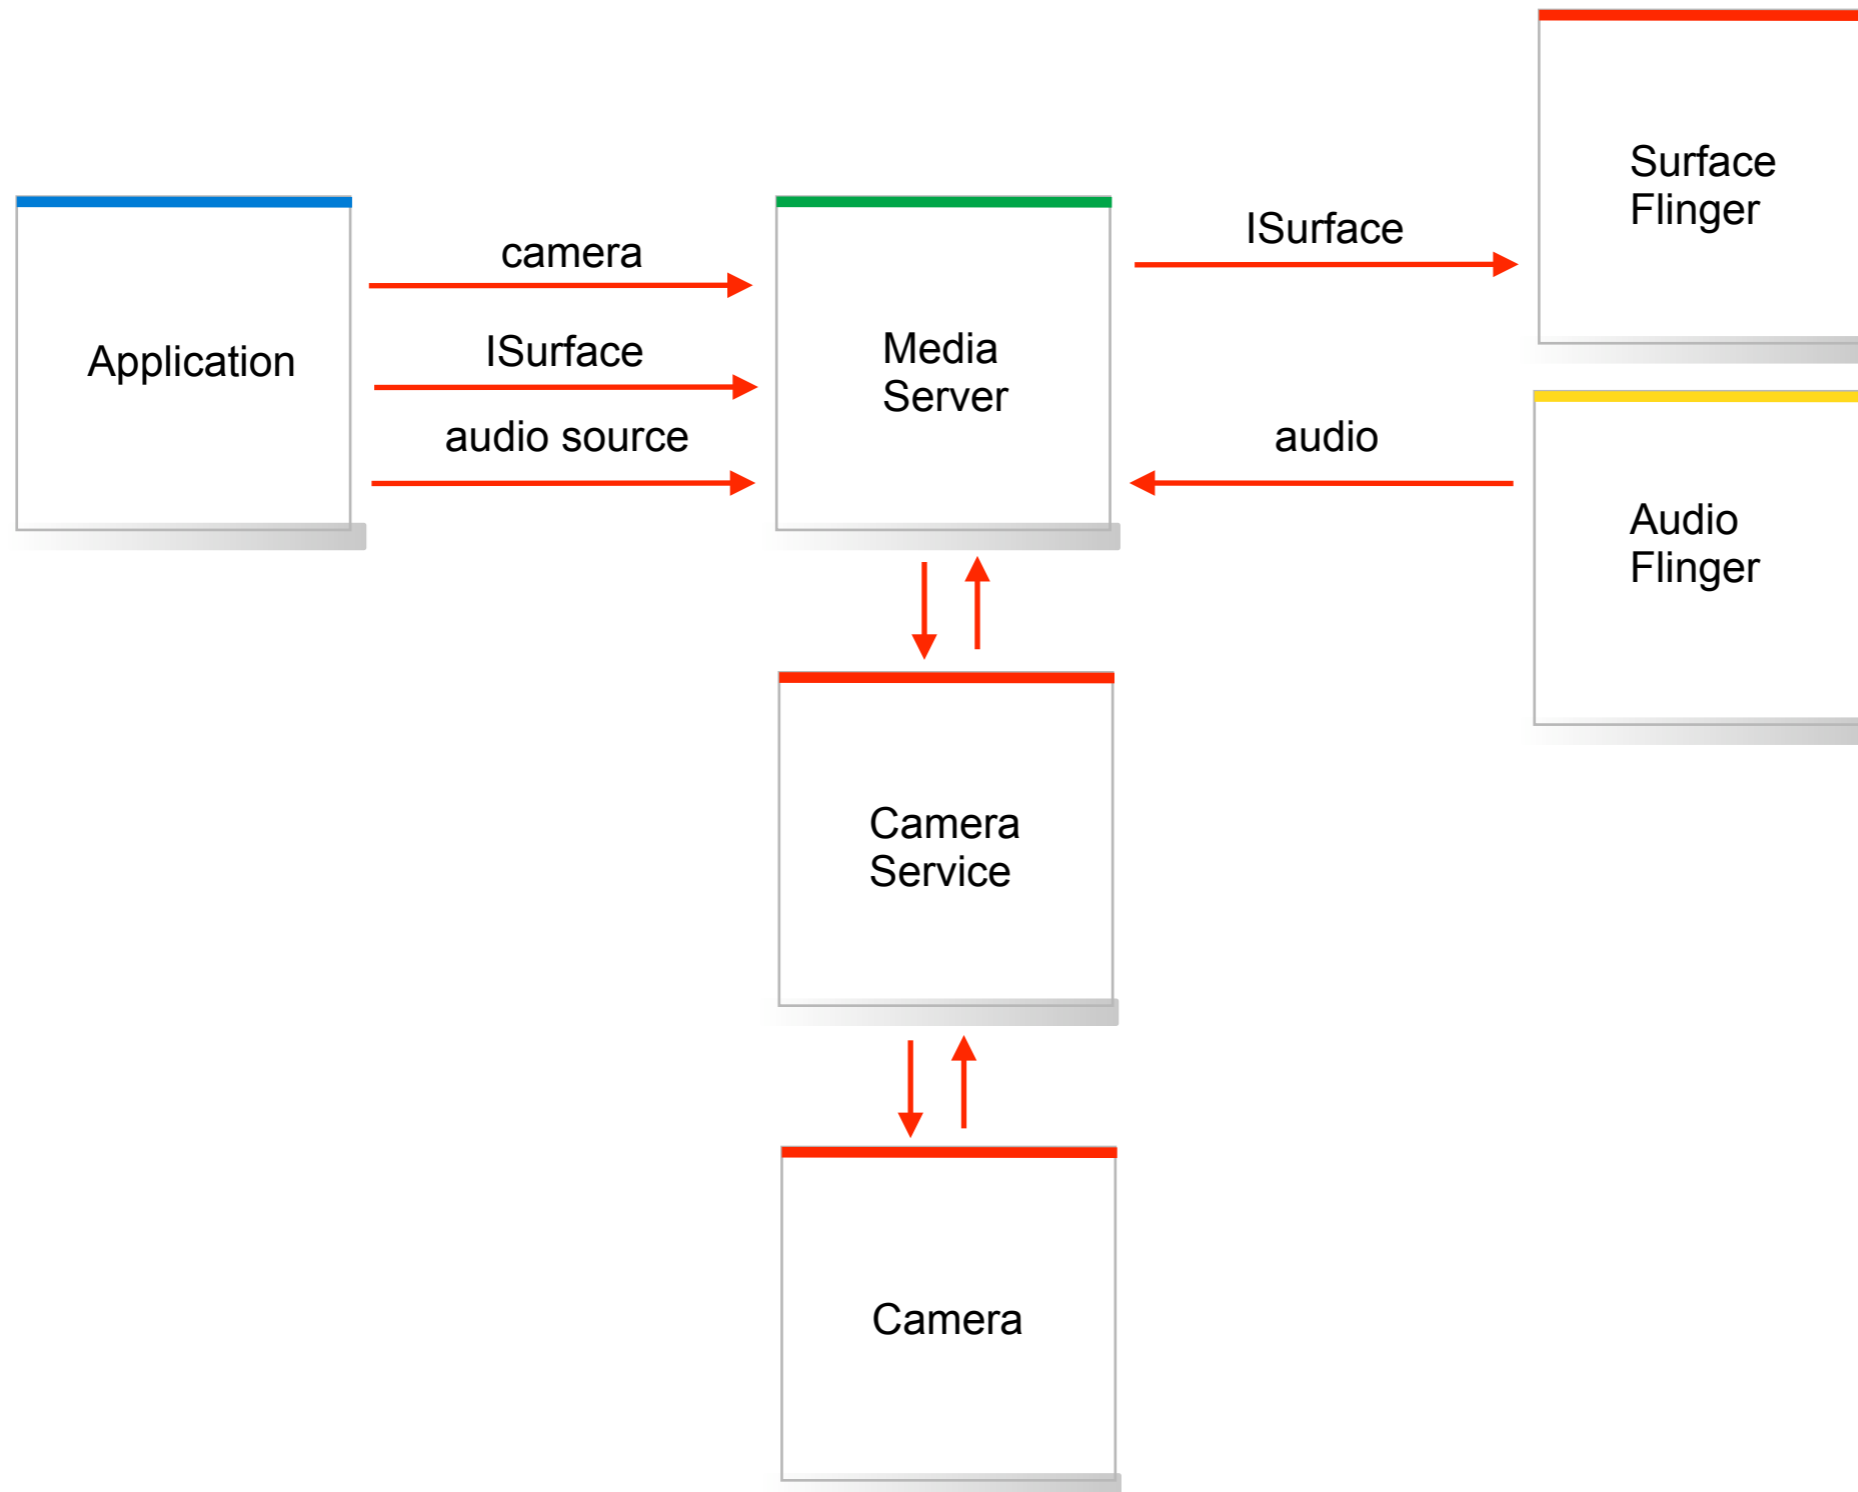 Surface
Flinger
camera
ISurface
Application
ISurface
Media
Server
audio source
audio
Audio
Flinger
Camera
Service
Camera